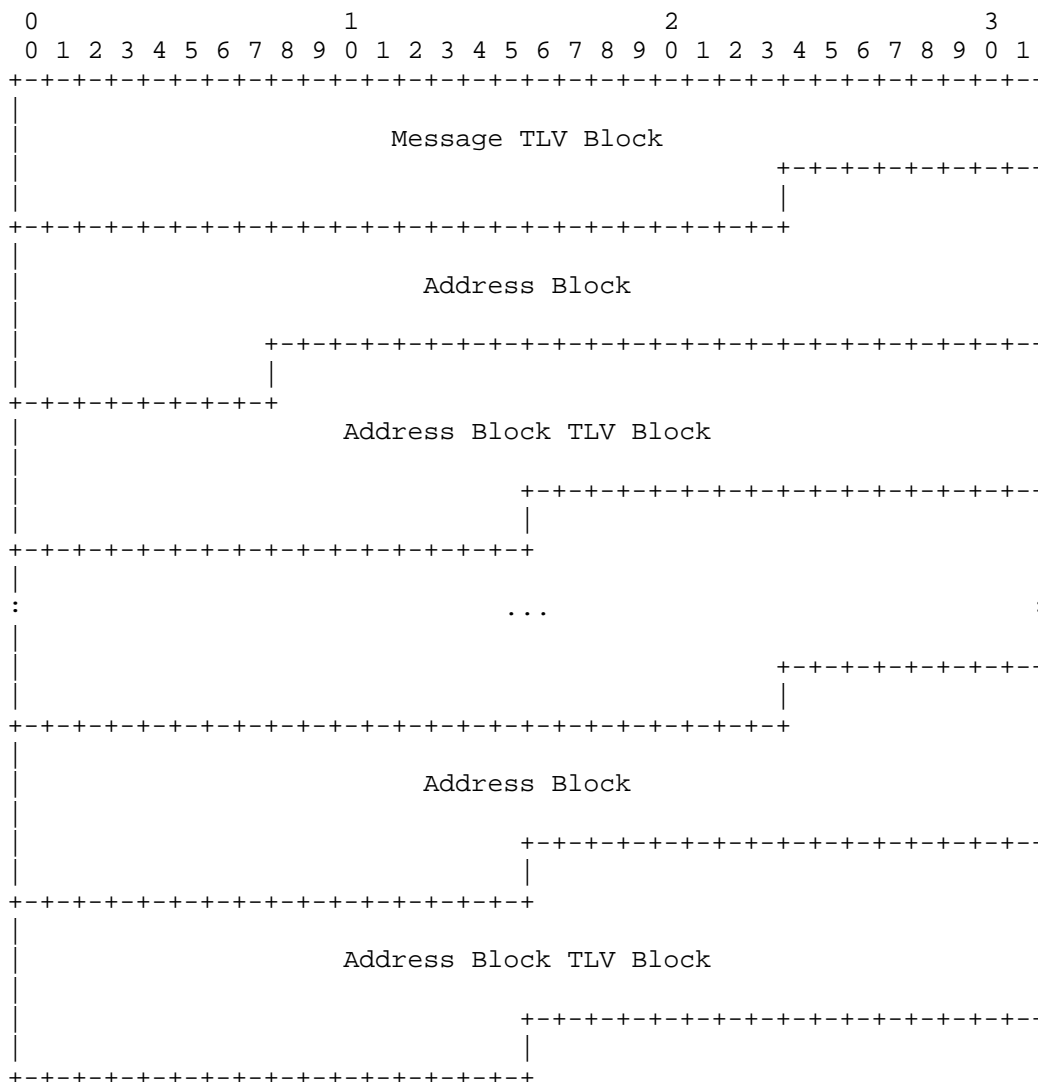 0                   1                   2                   3
0 1 2 3 4 5 6 7 8 9 0 1 2 3 4 5 6 7 8 9 0 1 2 3 4 5 6 7 8 9 0 1
Message TLV Block
Address Block
Address Block TLV Block
: ... :
Address Block
Address Block TLV Block